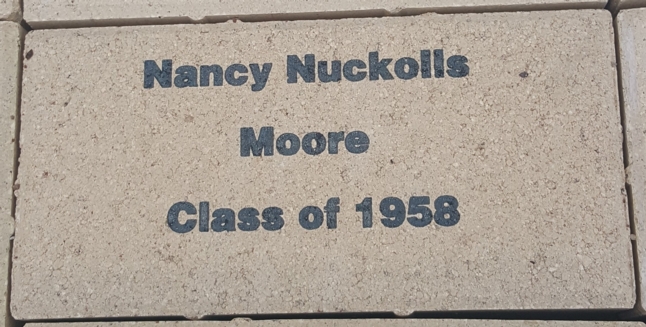 Nancy Nuckolls
Moore
Class of 1958